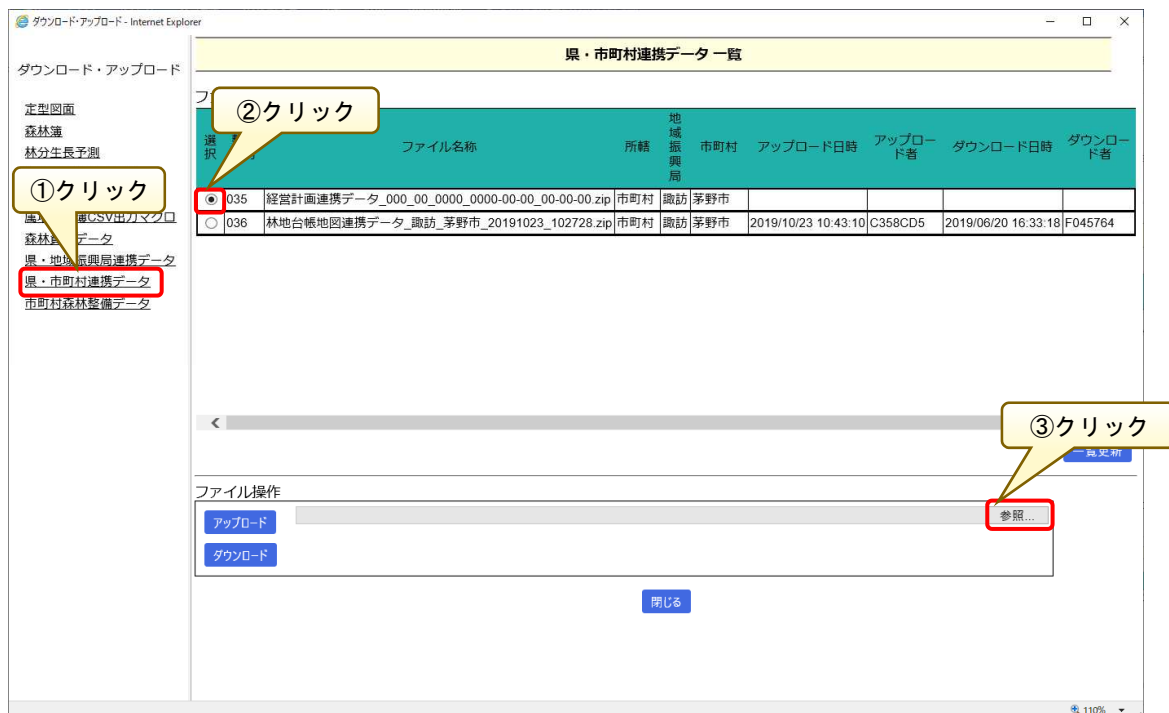 ダウンロード・アップロード - Internet Explorer
ダウンロード・アップロード
定型図面
森林簿
林分生長予測
①クリック
簿CSV出力マクロ
森林
データ
県・地域振興局連携データ
県・市町村連携データ
市町村森林整備データ
県・市町村連携データ 一覧
②クリック
選択 ファイル名称 所轄 地域振興局 市町村 アップロード日時 アップロード者 ダウンロード日時 ダウンロード者
035 経営計画連携データ_000_00_0000_0000-00-00_00-00-00.zip 市町村 諏訪 茅野市
036 林地台帳地図連携データ_諏訪_茅野市_20191023_102728.zip 市町村 諏訪 茅野市 2019/10/23 10:43:10 C358CD5 2019/06/20 16:33:18 F045764
③クリック
一覧更新
ファイル操作
アップロード
参照...
ダウンロード
閉じる
110%